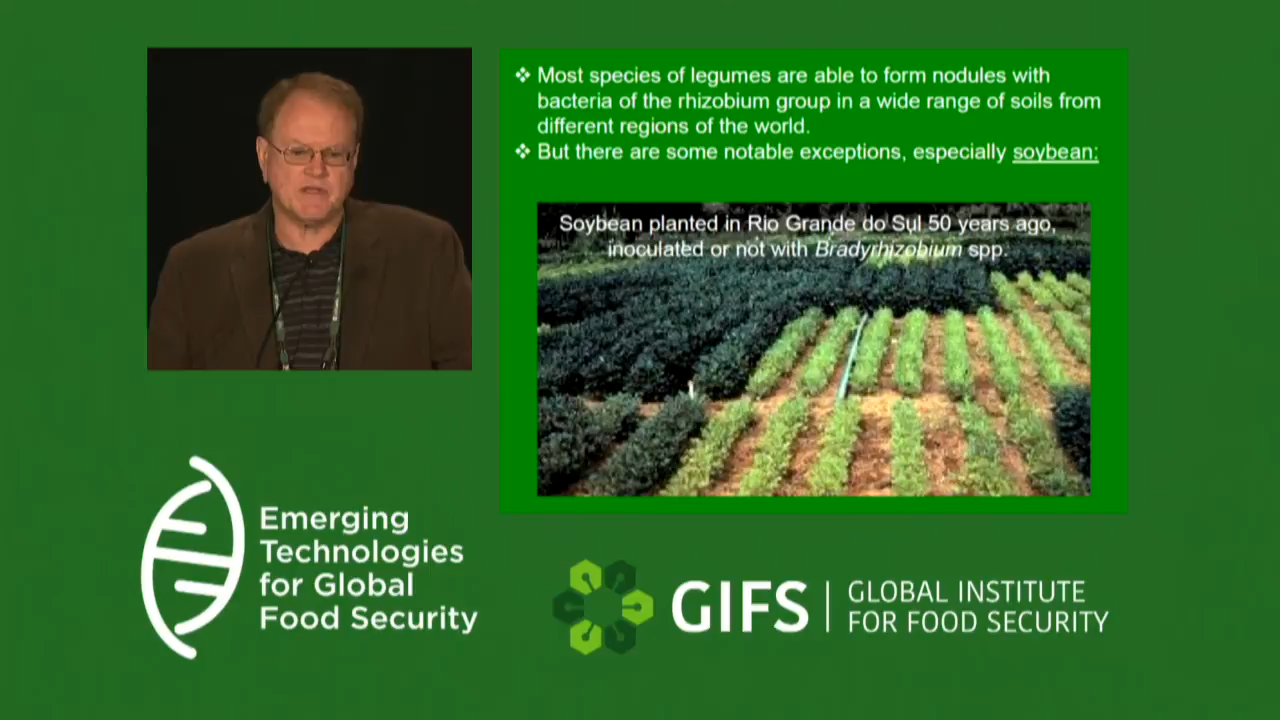 ❖ Most species of legumes are able to form nodules with
bacteria of the rhizobium group in a wide range of soils from
different regions of the world.
❖ But there are some notable exceptions, especially soybean:
Soybean planted in Rio Grande do Sul 50 years ago,
inoculated or not with Bradyrhizobium spp.
Emerging
Technologies
for Global
Food Security
GIFS
GLOBAL INSTITUTE
FOR FOOD SECURITY